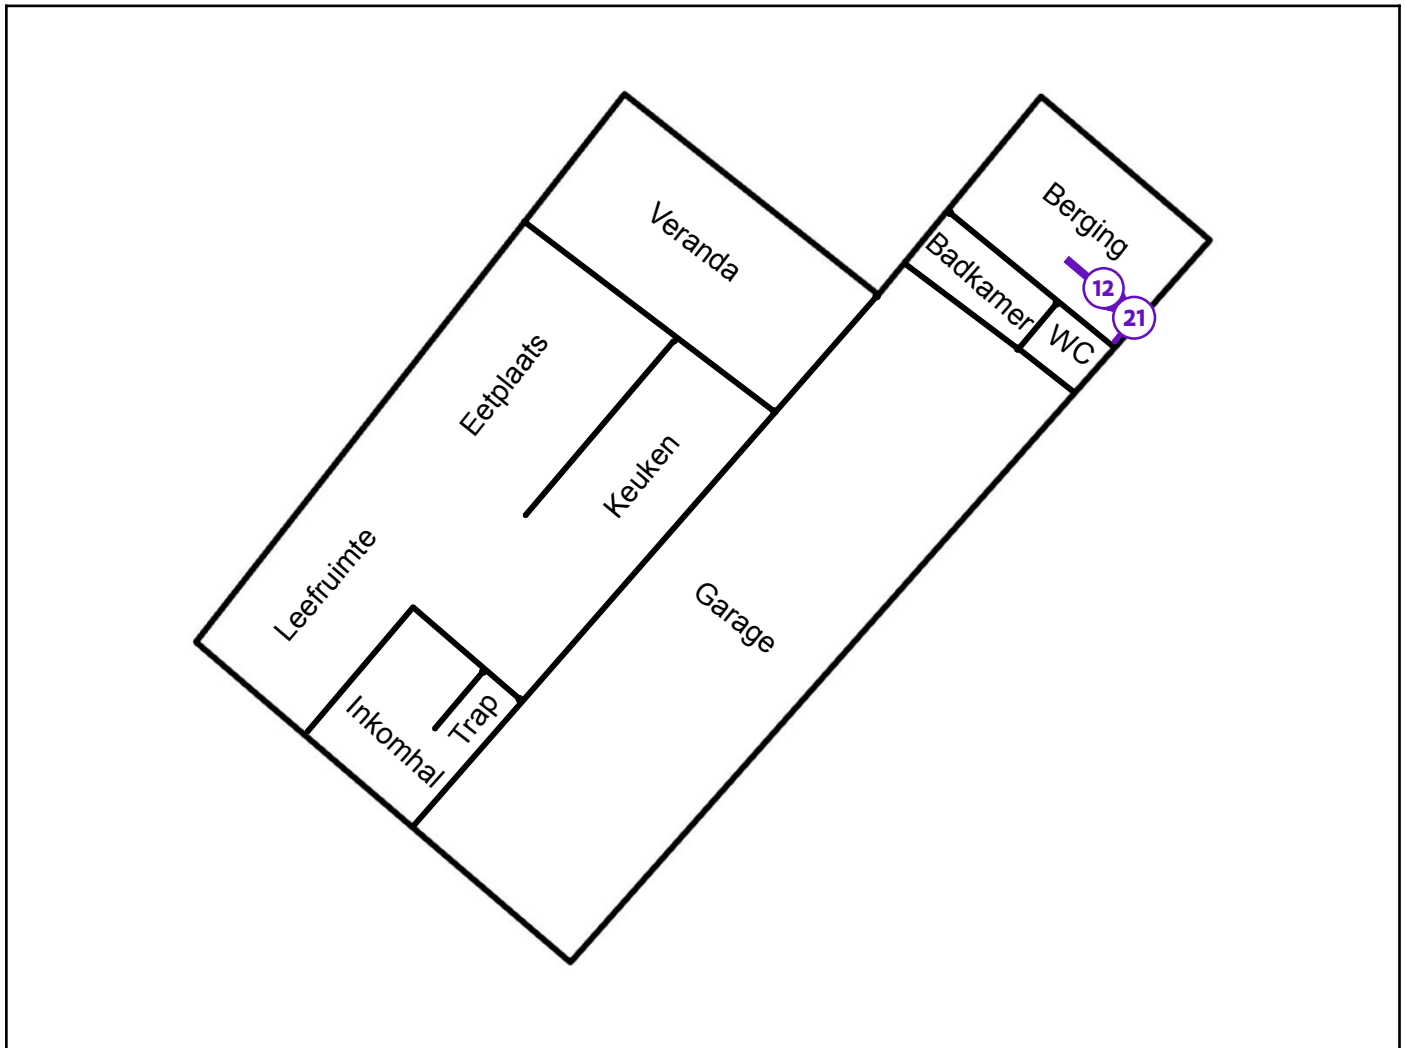 Veranda
Berging
Badkamer
WC
12
21
Eetplaats
Keuken
Leefruimte
Garage
Inkomhal
Trap